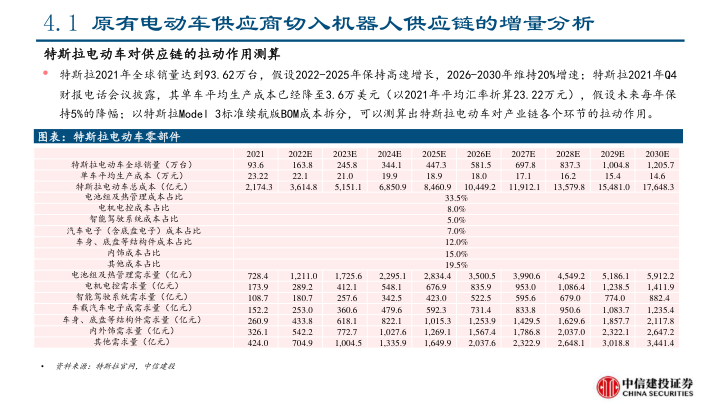 4.1 原有电动车供应商切入机器人供应链的增量分析
特斯拉电动车对供应链的拉动作用测算
• 特斯拉2021年全球销量达到93.62万台，假设2022-2025年保持高速增长，2026-2030年维持20%增速；特斯拉2021年Q4
财报电话会议披露，其单车平均生产成本已经降至3.6万美元（以2021年平均汇率折算23.22万元），假设未来每年保
持5%的降幅；以特斯拉Model 3标准续航版BOM成本拆分，可以测算出特斯拉电动车对产业链各个环节的拉动作用。
图表：特斯拉电动车零部件
2021 2022E 2023E 2024E 2025E 2026E 2027E 2028E 2029E 2030E
特斯拉电动车全球销量（万台） 93.6 163.8 245.8 344.1 447.3 581.5 697.8 837.3 1,004.8 1,205.7
单车平均生产成本（万元） 23.22 22.1 21.0 19.9 18.9 18.0 17.1 16.2 15.4 14.6
特斯拉电动车总成本（亿元） 2,174.3 3,614.8 5,151.1 6,850.9 8,460.9 10,449.2 11,912.1 13,579.8 15,481.0 17,648.3
电池组及热管理成本占比 33.5%
电机电控成本占比 8.0%
智能驾驶系统成本占比 5.0%
汽车电子（含底盘电子）成本占比 7.0%
车身、底盘等结构件成本占比 12.0%
内饰成本占比 15.0%
其他成本占比 19.5%
电池组及热管理需求量（亿元） 728.4 1,211.0 1,725.6 2,295.1 2,834.4 3,500.5 3,990.6 4,549.2 5,186.1 5,912.2
电机电控需求量（亿元） 173.9 289.2 412.1 548.1 676.9 835.9 953.0 1,086.4 1,238.5 1,411.9
智能驾驶系统需求量（亿元） 108.7 180.7 257.6 342.5 423.0 522.5 595.6 679.0 774.0 882.4
车载汽车电子成需求量（亿元） 152.2 253.0 360.6 479.6 592.3 731.4 833.8 950.6 1,083.7 1,235.4
车身、底盘等结构件需求量（亿元） 260.9 433.8 618.1 822.1 1,015.3 1,253.9 1,429.5 1,629.6 1,857.7 2,117.8
内外饰需求量（亿元） 326.1 542.2 772.7 1,027.6 1,269.1 1,567.4 1,786.8 2,037.0 2,322.1 2,647.2
其他需求量（亿元） 424.0 704.9 1,004.5 1,335.9 1,649.9 2,037.6 2,322.9 2,648.1 3,018.8 3,441.4
• 资料来源：特斯拉官网，中信建投
中信建投证券
CHINA SECURITIES